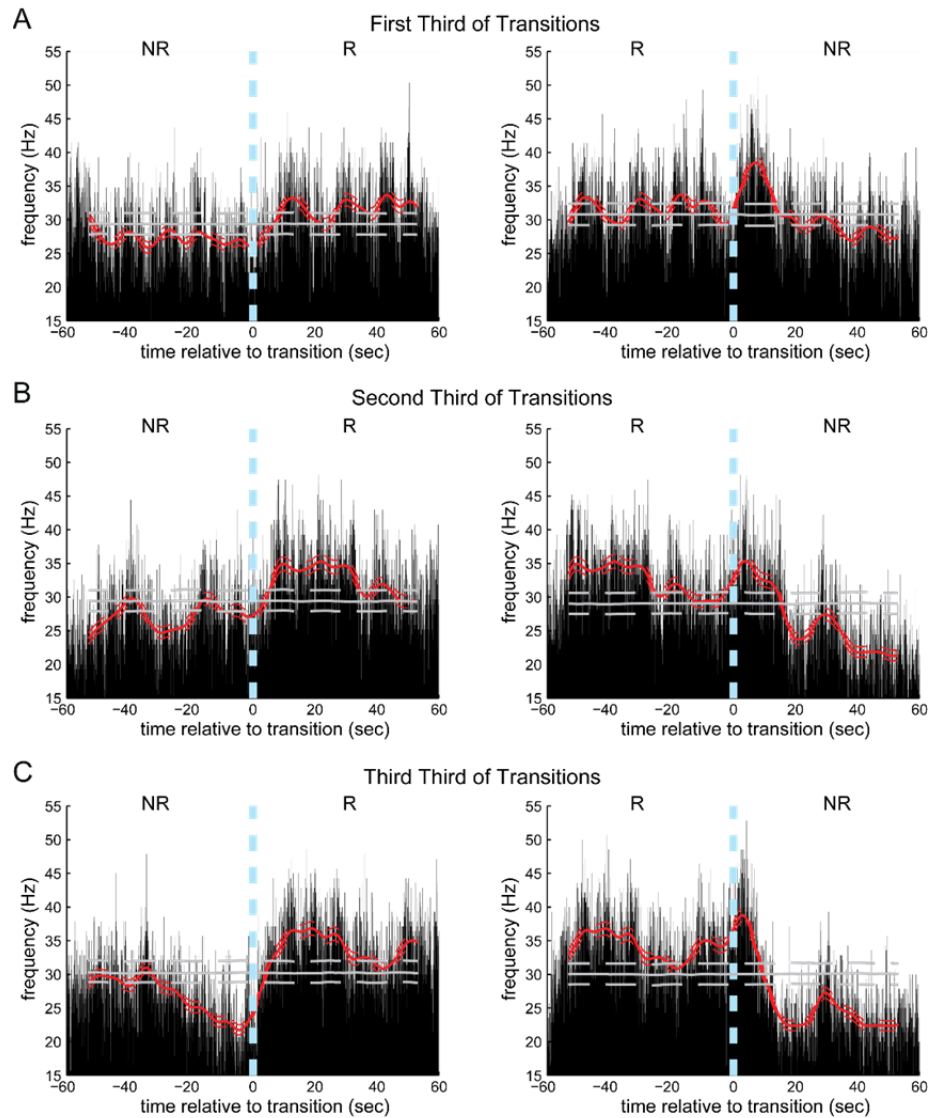 A
First Third of Transitions
NR R
R NR
frequency (Hz)
55
50
45
40
35
30
25
20
15
−60 −40 −20 0 20 40 60
time relative to transition (sec)
frequency (Hz)
55
50
45
40
35
30
25
20
15
−60 −40 −20 0 20 40 60
time relative to transition (sec)
B
Second Third of Transitions
NR R
R NR
frequency (Hz)
55
50
45
40
35
30
25
20
15
−60 −40 −20 0 20 40 60
time relative to transition (sec)
frequency (Hz)
55
50
45
40
35
30
25
20
15
−60 −40 −20 0 20 40 60
time relative to transition (sec)
C
Third Third of Transitions
NR R
R NR
frequency (Hz)
55
50
45
40
35
30
25
20
15
−60 −40 −20 0 20 40 60
time relative to transition (sec)
frequency (Hz)
55
50
45
40
35
30
25
20
15
−60 −40 −20 0 20 40 60
time relative to transition (sec)